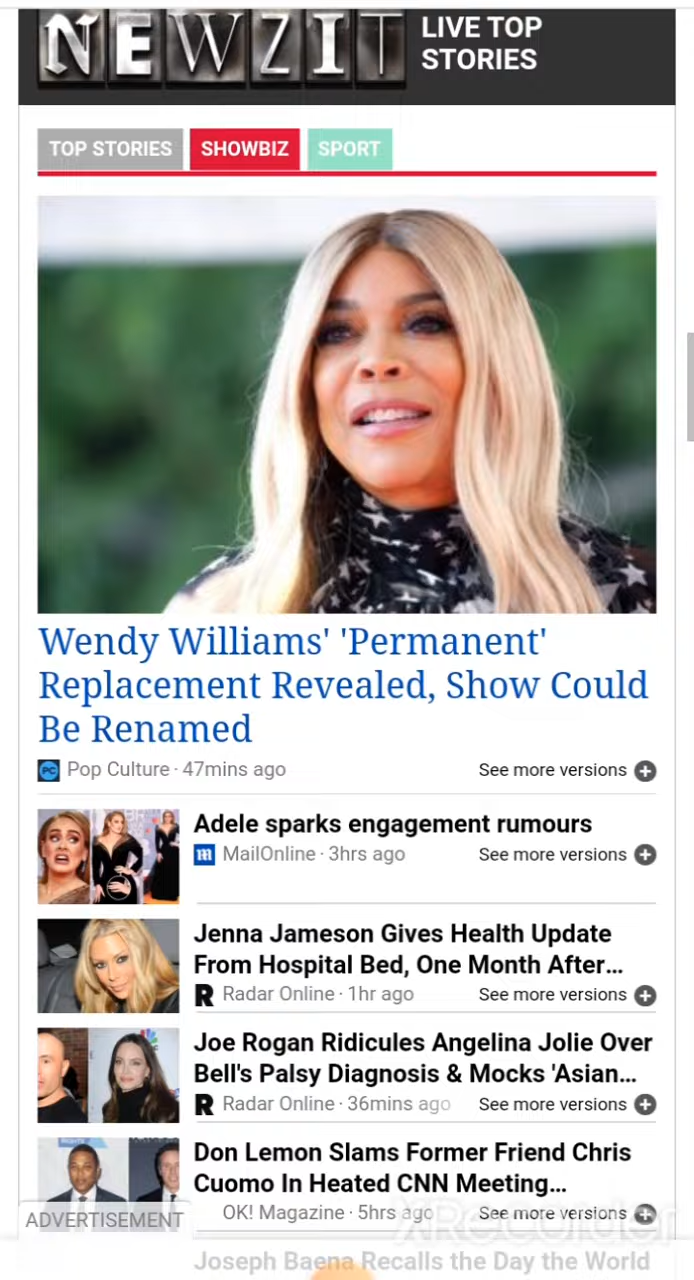 NEWZIT
LIVE TOP
STORIES
TOP STORIES
SHOWBIZ
SPORT
Wendy Williams' 'Permanent'
Replacement Revealed, Show Could
Be Renamed
PC
Pop Culture · 47mins ago
See more versions +
Adele sparks engagement rumours
m MailOnline · 3hrs ago
See more versions +
Jenna Jameson Gives Health Update
From Hospital Bed, One Month After...
R Radar Online · 1hr ago
See more versions +
Joe Rogan Ridicules Angelina Jolie Over
Bell's Palsy Diagnosis & Mocks 'Asian...
R Radar Online · 36mins ago
See more versions +
Don Lemon Slams Former Friend Chris
Cuomo In Heated CNN Meeting...
OK! Magazine · 5hrs ago
See more versions +
ADVERTISEMENT
XRecorder
Joseph Baena Recalls the Day the World